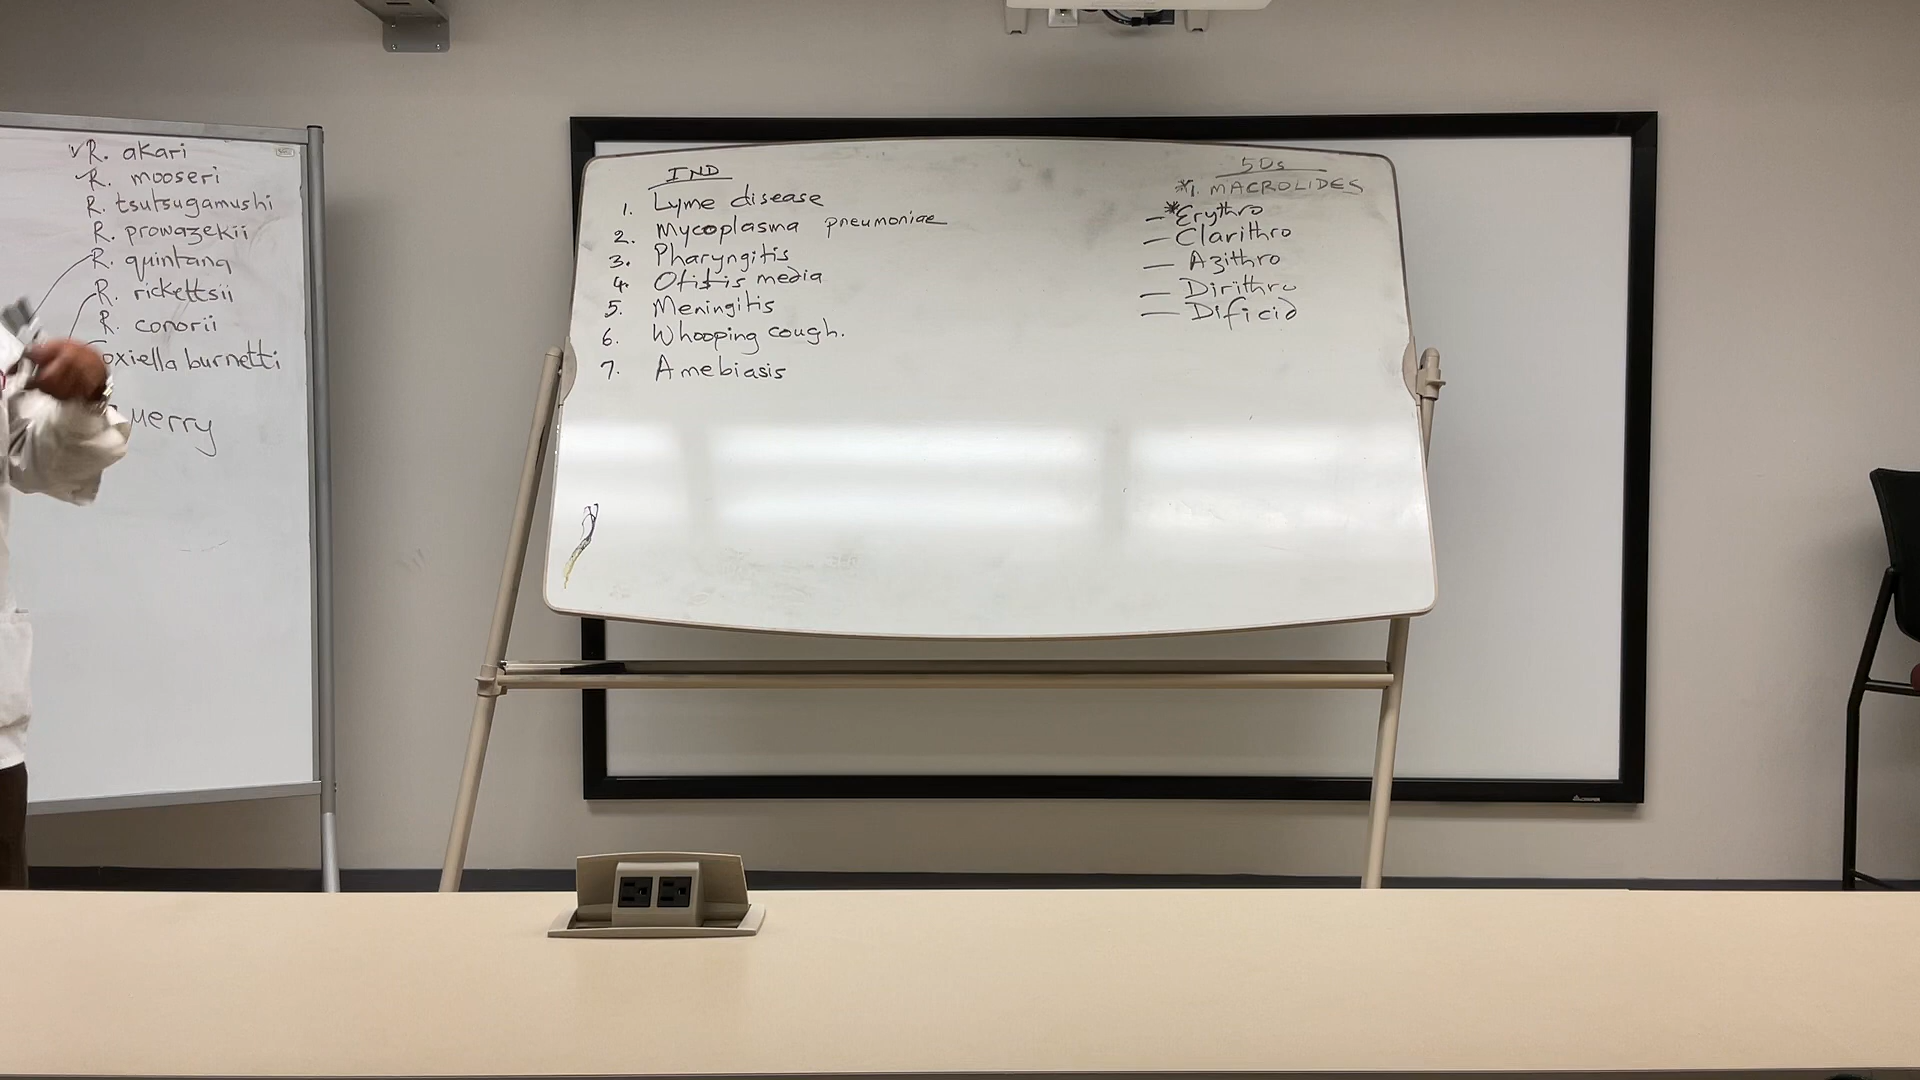 R. akari
R. mooseri
R. tsutsugamushi
R. prowazekii
R. quintana
R. rickettsii
R. conorii
oxiella burnetti
merry
IND
1. Lyme disease
2. Mycoplasma pneumoniae
3. Pharyngitis
4. Otitis media
5. Meningitis
6. Whooping cough.
7. Amebiasis
5Ds
*1. MACROLIDES
- *Erythro
- Clarithro
- Azithro
- Dirithro
- Dificid